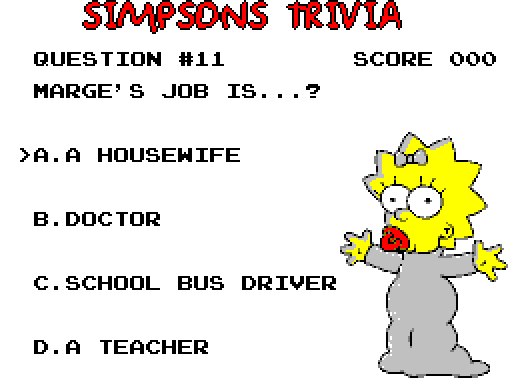 SIMPSONS TRIVIA
QUESTION #11 SCORE 000
MARGE'S JOB IS...?
>A.A HOUSEWIFE
B.DOCTOR
C.SCHOOL BUS DRIVER
D.A TEACHER